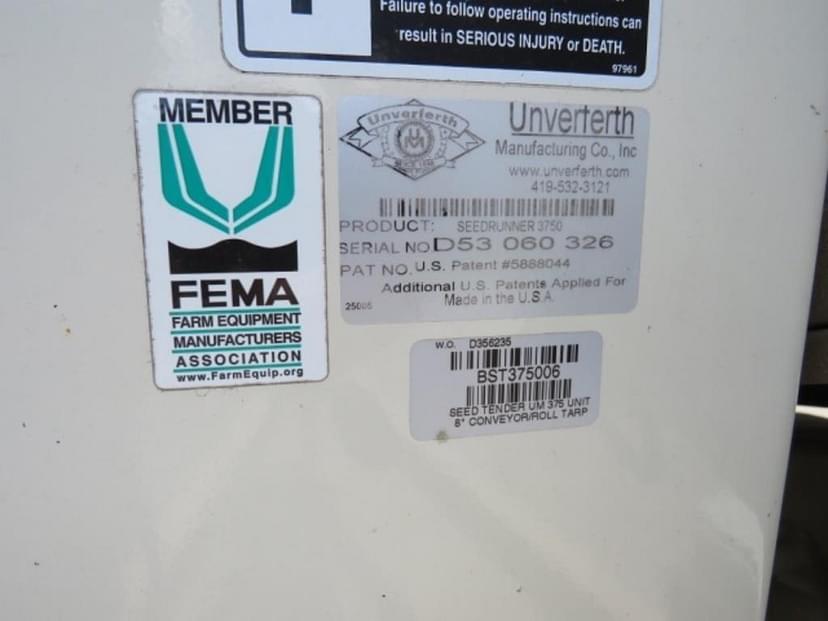 Failure to follow operating instructions can
result in SERIOUS INJURY or DEATH.
97961
MEMBER
FEMA
FARM EQUIPMENT
MANUFACTURERS
ASSOCIATION
www.FarmEquip.org
Unverferth
Unverferth
Manufacturing Co., Inc
www.unverferth.com
419-532-3121
PRODUCT: SEEDRUNNER 3750
SERIAL NO D53 060 326
PAT NO. U.S. Patent #5888044
Additional U.S. Patents Applied For
Made in the U.S.A.
25005
W.O. D356235
BST375006
SEED TENDER UM 375 UNIT
8" CONVEYOR/ROLL TARP